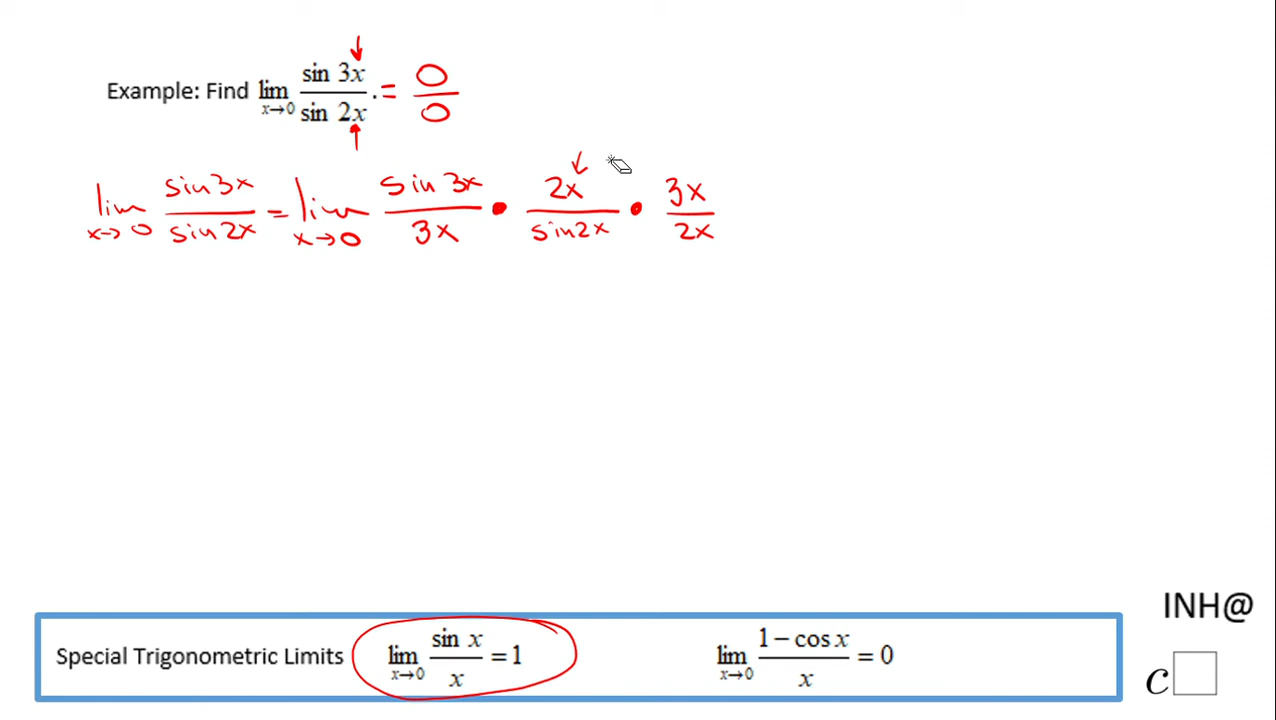 Example: Find lim x→0 sin 3x / sin 2x . = 0/0
lim x→0 sin3x / sin2x = lim x→0 sin 3x / 3x • 2x / sin2x • 3x / 2x
INH@
Special Trigonometric Limits lim x→0 sin x / x = 1 lim x→0 1 − cos x / x = 0
c